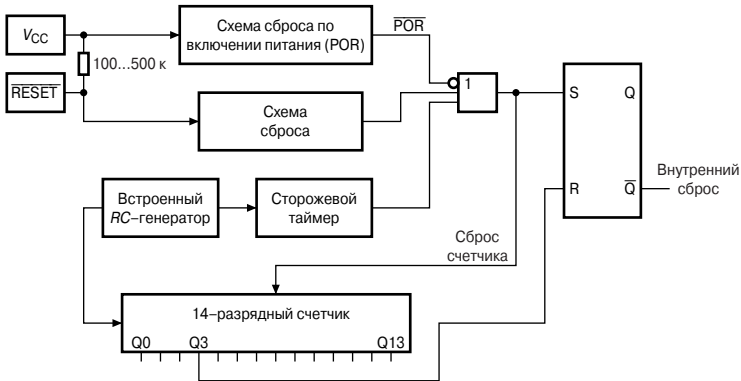 VCC
Схема сброса по
включении питания (POR)
POR
100...500 к
RESET
1
Схема
сброса
S
Q
R
Q
Внутренний
сброс
Встроенный
RC–генератор
Сторожевой
таймер
Сброс
счетчика
14–разрядный счетчик
Q0
Q3
Q13